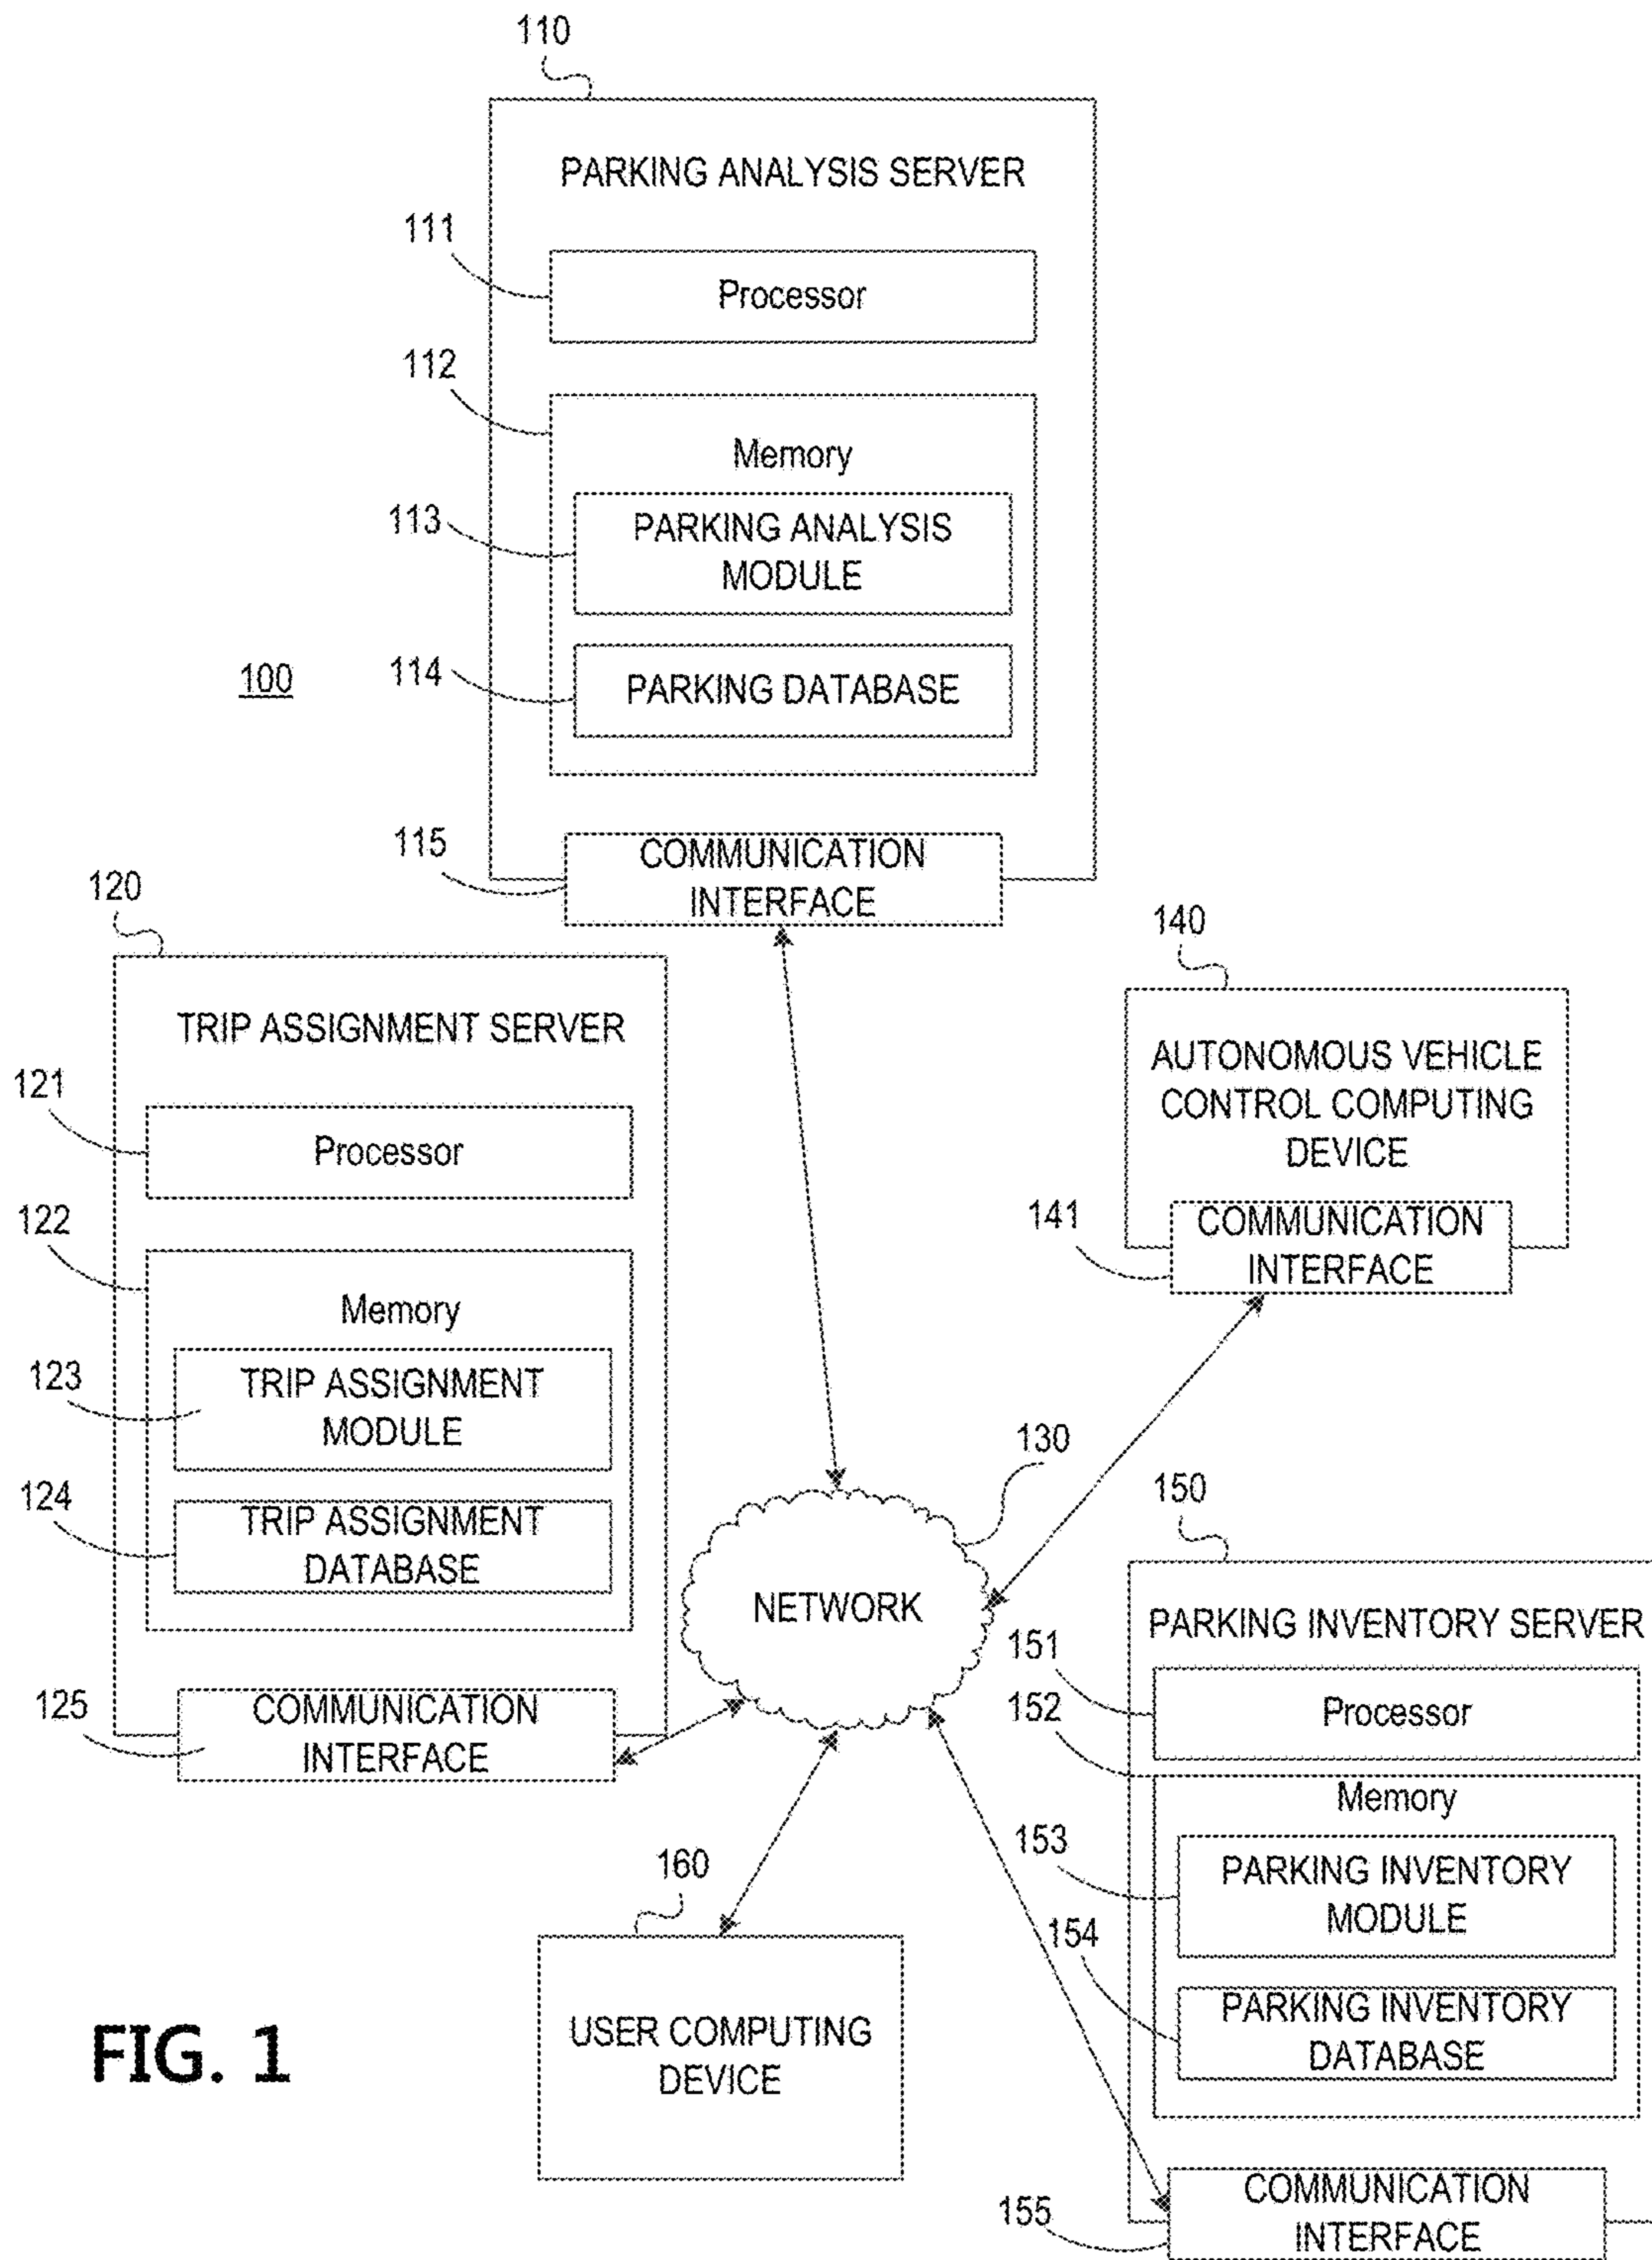 110
PARKING ANALYSIS SERVER
111
Processor
112
Memory
113
PARKING ANALYSIS
MODULE
100
114
PARKING DATABASE
115
COMMUNICATION
INTERFACE
120
TRIP ASSIGNMENT SERVER
121
Processor
122
Memory
123
TRIP ASSIGNMENT
MODULE
124
TRIP ASSIGNMENT
DATABASE
125
COMMUNICATION
INTERFACE
140
AUTONOMOUS VEHICLE
CONTROL COMPUTING
DEVICE
141
COMMUNICATION
INTERFACE
130
NETWORK
150
PARKING INVENTORY SERVER
151
Processor
152
Memory
153
PARKING INVENTORY
MODULE
154
PARKING INVENTORY
DATABASE
155
COMMUNICATION
INTERFACE
160
USER COMPUTING
DEVICE
FIG. 1